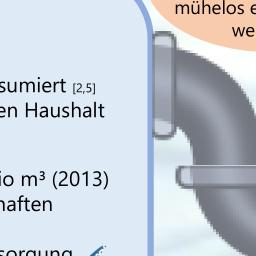 mühelos e
we
sumiert [2,5]
en Haushalt
io m³ (2013)
haften
sorgung